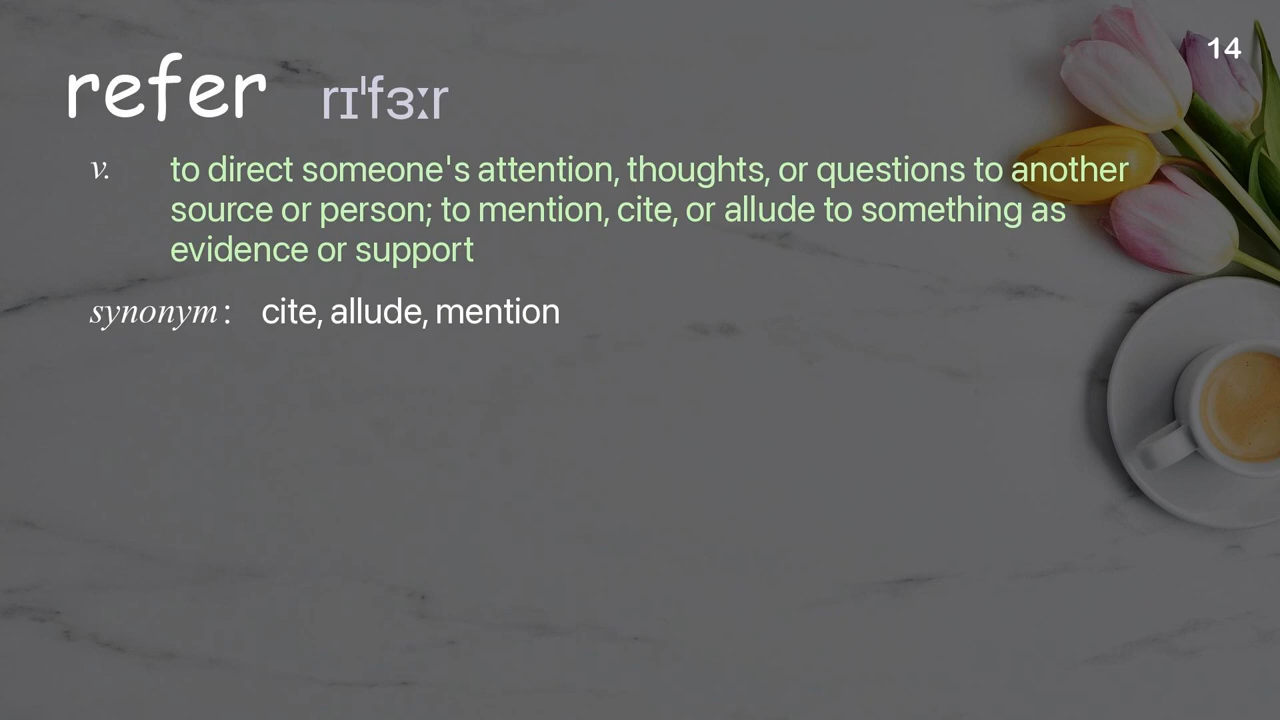 14
refer rɪˈfɜːr
v. to direct someone's attention, thoughts, or questions to another
source or person; to mention, cite, or allude to something as
evidence or support
synonym: cite, allude, mention